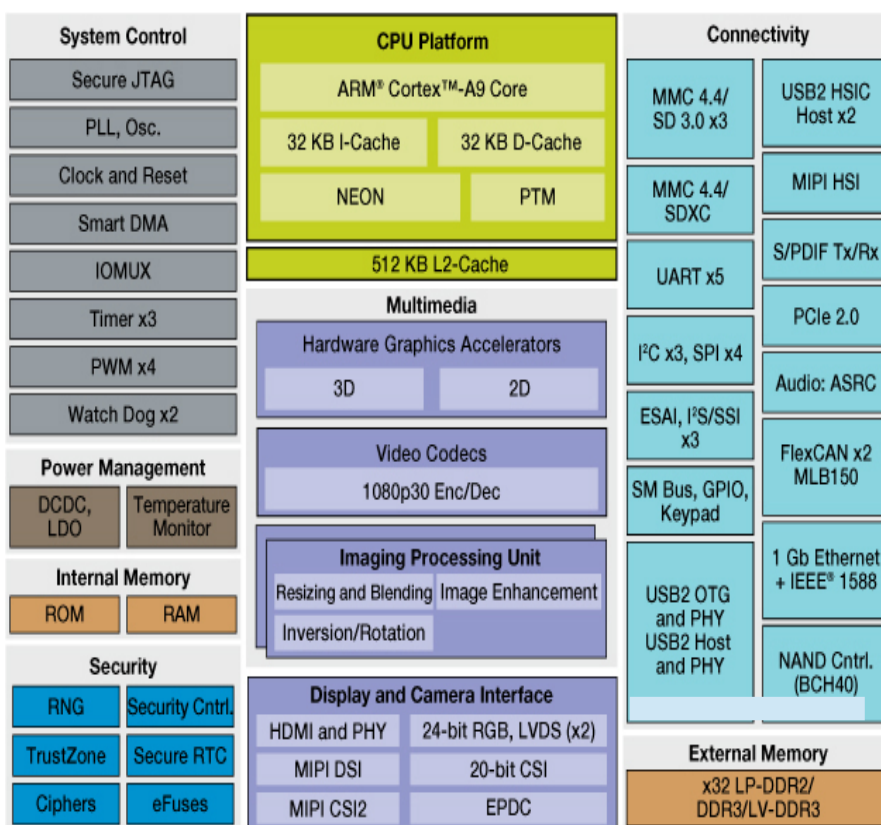 System Control
Secure JTAG
PLL, Osc.
Clock and Reset
Smart DMA
IOMUX
Timer x3
PWM x4
Watch Dog x2
Power Management
DCDC,
LDO
Temperature
Monitor
Internal Memory
ROM
RAM
Security
RNG
Security Cntrl.
TrustZone
Secure RTC
Ciphers
eFuses
CPU Platform
ARM® Cortex™-A9 Core
32 KB I-Cache
32 KB D-Cache
NEON
PTM
512 KB L2-Cache
Multimedia
Hardware Graphics Accelerators
3D
2D
Video Codecs
1080p30 Enc/Dec
Imaging Processing Unit
Resizing and Blending
Image Enhancement
Inversion/Rotation
Display and Camera Interface
HDMI and PHY
24-bit RGB, LVDS (x2)
MIPI DSI
20-bit CSI
MIPI CSI2
EPDC
Connectivity
MMC 4.4/
SD 3.0 x3
MMC 4.4/
SDXC
UART x5
I²C x3, SPI x4
ESAI, I²S/SSI
x3
SM Bus, GPIO,
Keypad
USB2 OTG
and PHY
USB2 Host
and PHY
USB2 HSIC
Host x2
MIPI HSI
S/PDIF Tx/Rx
PCIe 2.0
Audio: ASRC
FlexCAN x2
MLB150
1 Gb Ethernet
+ IEEE® 1588
NAND Cntrl.
(BCH40)
External Memory
x32 LP-DDR2/
DDR3/LV-DDR3